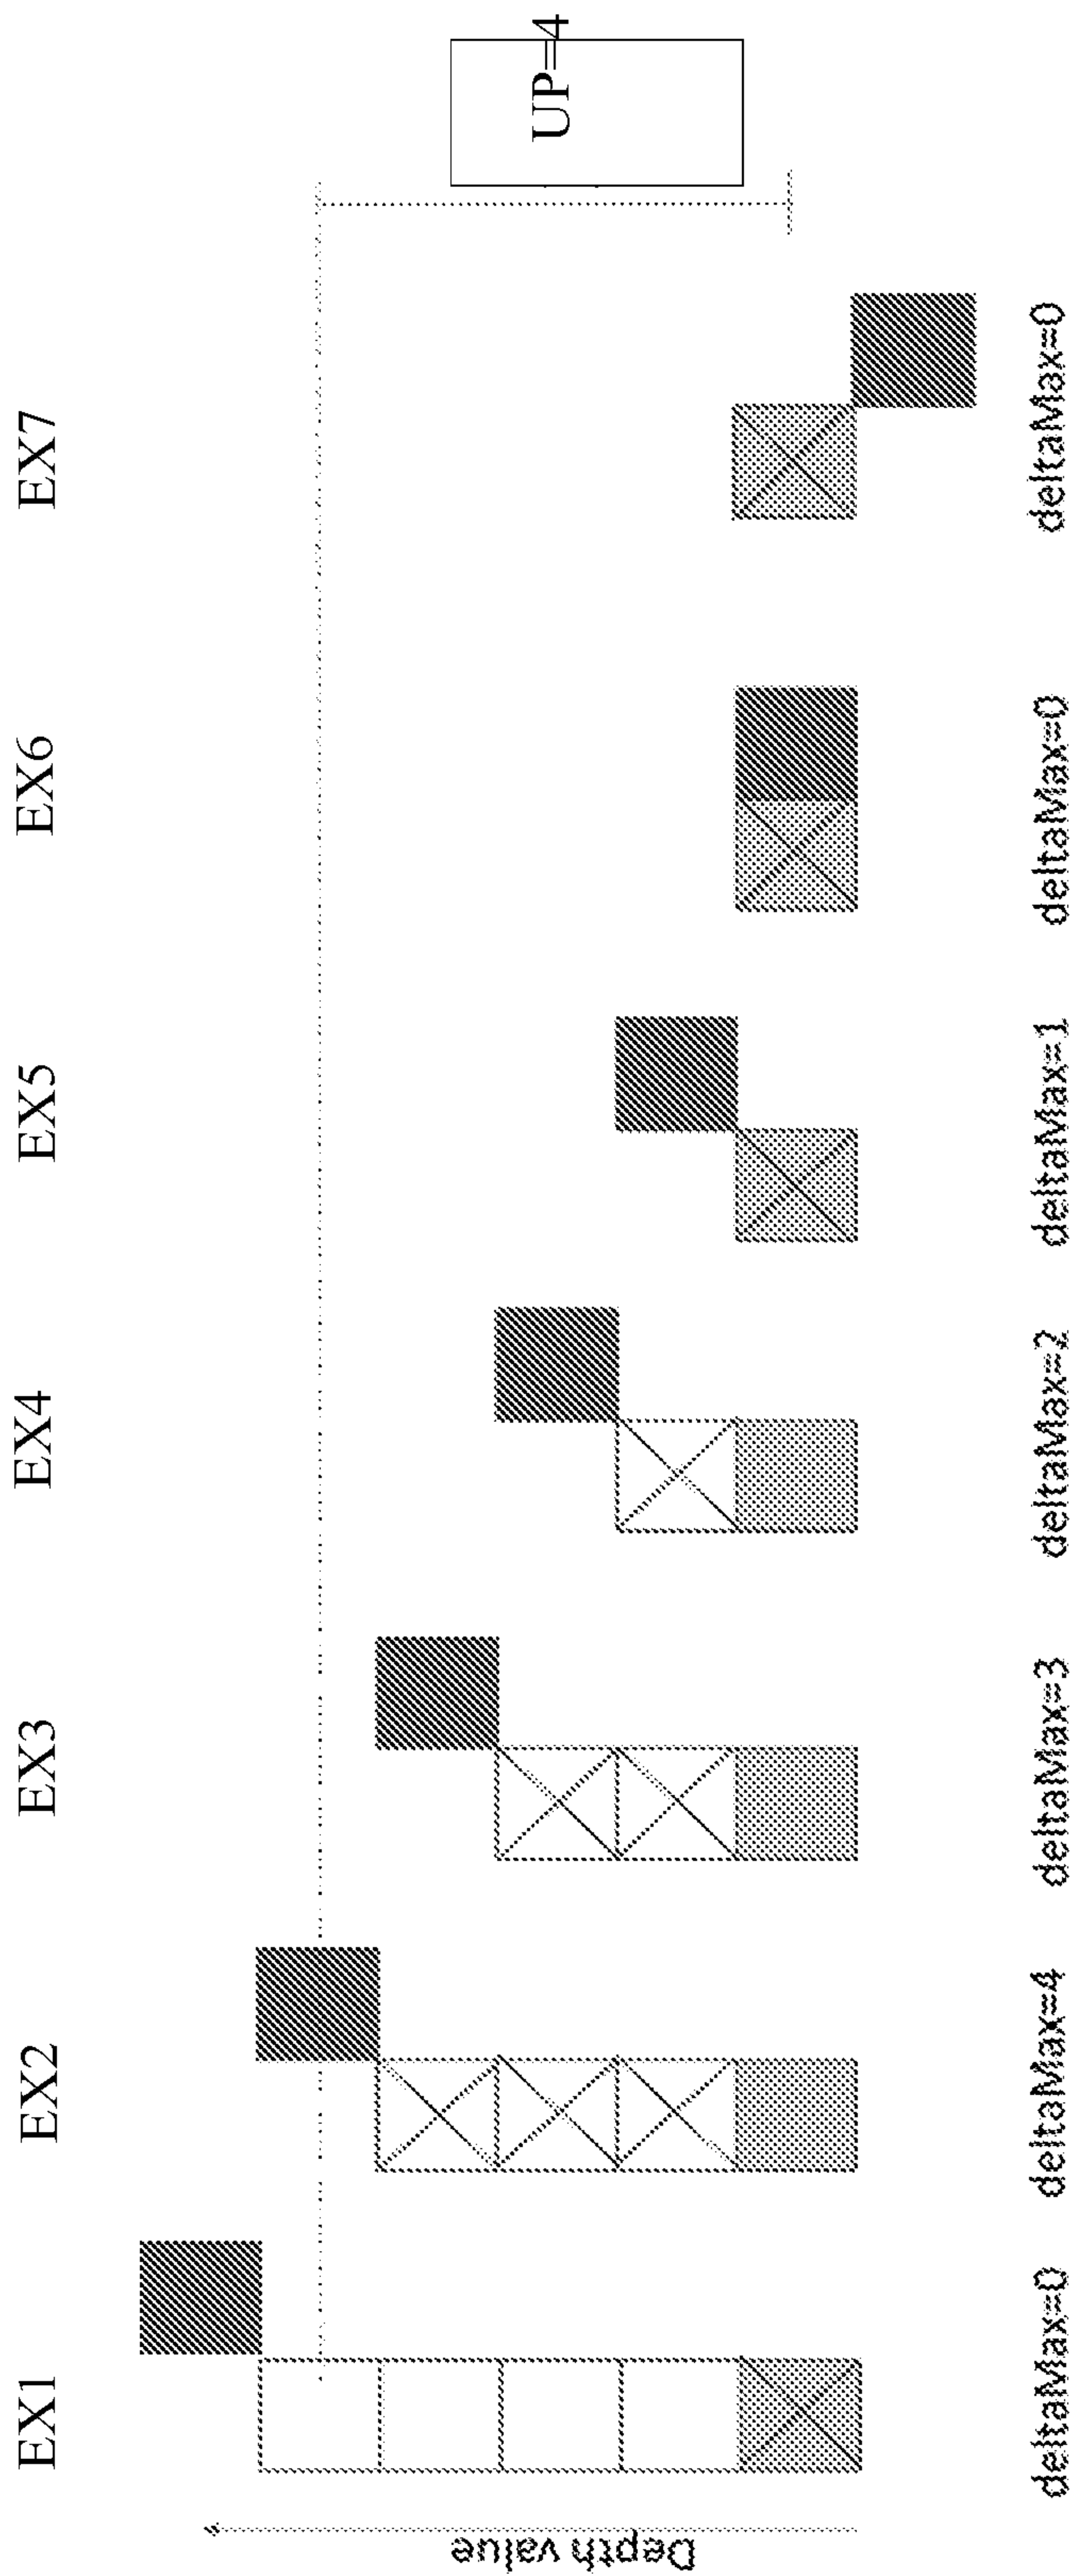 EX1
EX2
EX3
EX4
EX5
EX6
EX7
UP=4
Depth value
deltaMax=0
deltaMax=4
deltaMax=3
deltaMax=2
deltaMax=1
deltaMax=0
deltaMax=0